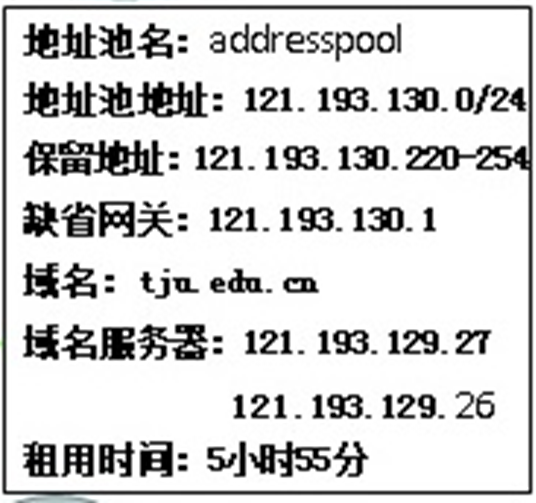 地址池名：addresspool
地址池地址：121.193.130.0/24
保留地址：121.193.130.220-254
缺省网关：121.193.130.1
域名：tju.edu.cn
域名服务器：121.193.129.27
121.193.129.26
租用时间：5小时55分